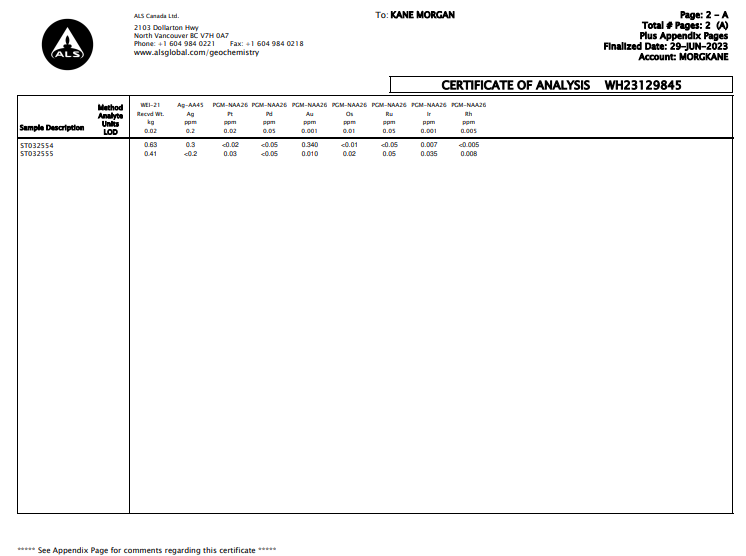 ALS
ALS Canada Ltd.
2103 Dollarton Hwy
North Vancouver BC V7H 0A7
Phone: +1 604 984 0221 Fax: +1 604 984 0218
www.alsglobal.com/geochemistry
To: KANE MORGAN
Page: 2 - A
Total # Pages: 2 (A)
Plus Appendix Pages
Finalized Date: 29-JUN-2023
Account: MORGKANE
CERTIFICATE OF ANALYSIS WH23129845
Sample Description
Method
Analyte
Units
LOD
WEI-21 Ag-AA45 PGM-NAA26 PGM-NAA26 PGM-NAA26 PGM-NAA26 PGM-NAA26 PGM-NAA26 PGM-NAA26
Recvd Wt. Ag Pt Pd Au Os Ru Ir Rh
kg ppm ppm ppm ppm ppm ppm ppm ppm
0.02 0.2 0.02 0.05 0.001 0.01 0.05 0.001 0.005
ST032554 0.63 0.3 <0.02 <0.05 0.340 <0.01 <0.05 0.007 <0.005
ST032555 0.41 <0.2 0.03 <0.05 0.010 0.02 0.05 0.035 0.008
***** See Appendix Page for comments regarding this certificate *****